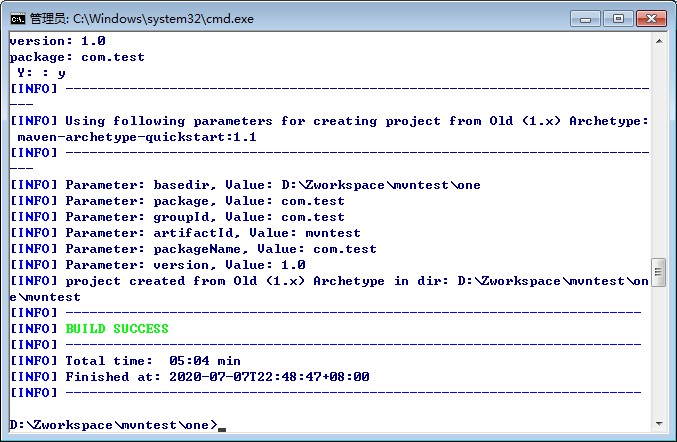 管理员: C:\Windows\system32\cmd.exe
version: 1.0
package: com.test
 Y: : y
[INFO] -------------------------------------------------------------------------
---
[INFO] Using following parameters for creating project from Old (1.x) Archetype:
 maven-archetype-quickstart:1.1
[INFO] -------------------------------------------------------------------------
---
[INFO] Parameter: basedir, Value: D:\Zworkspace\mvntest\one
[INFO] Parameter: package, Value: com.test
[INFO] Parameter: groupId, Value: com.test
[INFO] Parameter: artifactId, Value: mvntest
[INFO] Parameter: packageName, Value: com.test
[INFO] Parameter: version, Value: 1.0
[INFO] project created from Old (1.x) Archetype in dir: D:\Zworkspace\mvntest\on
e\mvntest
[INFO] ------------------------------------------------------------------------
[INFO] BUILD SUCCESS
[INFO] ------------------------------------------------------------------------
[INFO] Total time:  05:04 min
[INFO] Finished at: 2020-07-07T22:48:47+08:00
[INFO] ------------------------------------------------------------------------
D:\Zworkspace\mvntest\one>